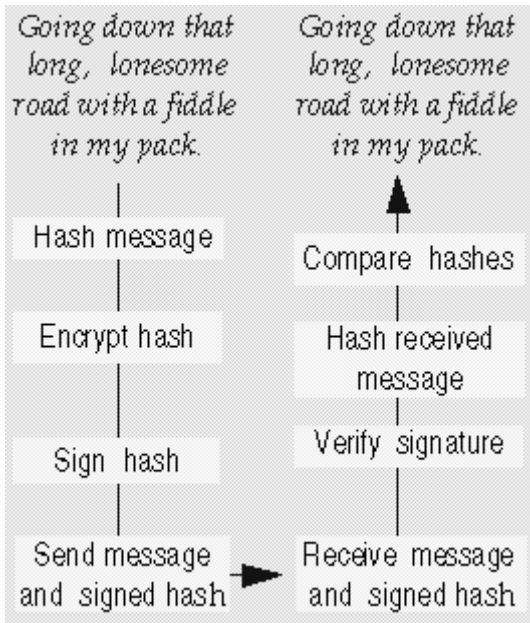 Going down that
long, lonesome
road with a fiddle
in my pack.
Hash message
Encrypt hash
Sign hash
Send message
and signed hash
Going down that
long, lonesome
road with a fiddle
in my pack.
Compare hashes
Hash received
message
Verify signature
Receive message
and signed hash